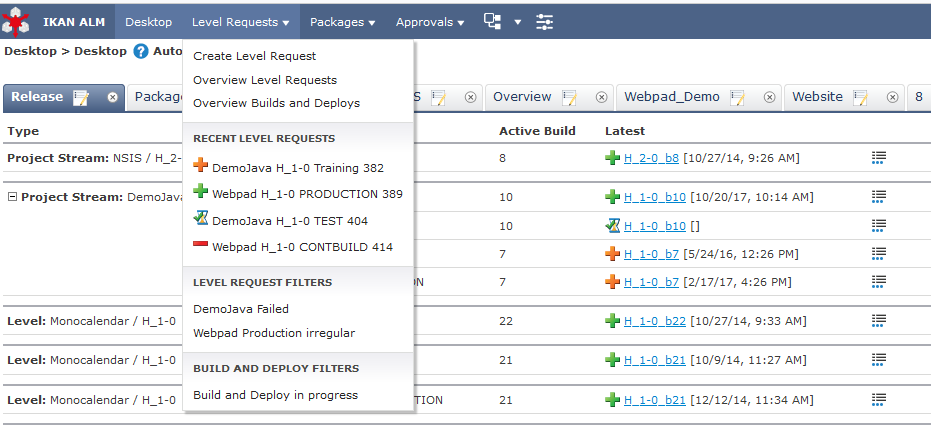 IKAN ALM Desktop Level Requests Packages Approvals
Desktop > Desktop ? Auto
Create Level Request
Overview Level Requests
Overview Builds and Deploys
RECENT LEVEL REQUESTS
DemoJava H_1-0 Training 382
Webpad H_1-0 PRODUCTION 389
DemoJava H_1-0 TEST 404
Webpad H_1-0 CONTBUILD 414
LEVEL REQUEST FILTERS
DemoJava Failed
Webpad Production irregular
BUILD AND DEPLOY FILTERS
Build and Deploy in progress
Release Package S Overview Webpad_Demo Website 8
Type Active Build Latest
Project Stream: NSIS / H_2- 8 H_2-0_b8 [10/27/14, 9:26 AM]
Project Stream: DemoJava 10 H_1-0_b10 [10/20/17, 10:14 AM]
10 H_1-0_b10 []
7 H_1-0_b7 [5/24/16, 12:26 PM]
ON 7 H_1-0_b7 [2/17/17, 4:26 PM]
Level: Monocalendar / H_1-0 22 H_1-0_b22 [10/27/14, 9:33 AM]
Level: Monocalendar / H_1-0 21 H_1-0_b21 [10/9/14, 11:27 AM]
Level: Monocalendar / H_1-0 TION 21 H_1-0_b21 [12/12/14, 11:34 AM]